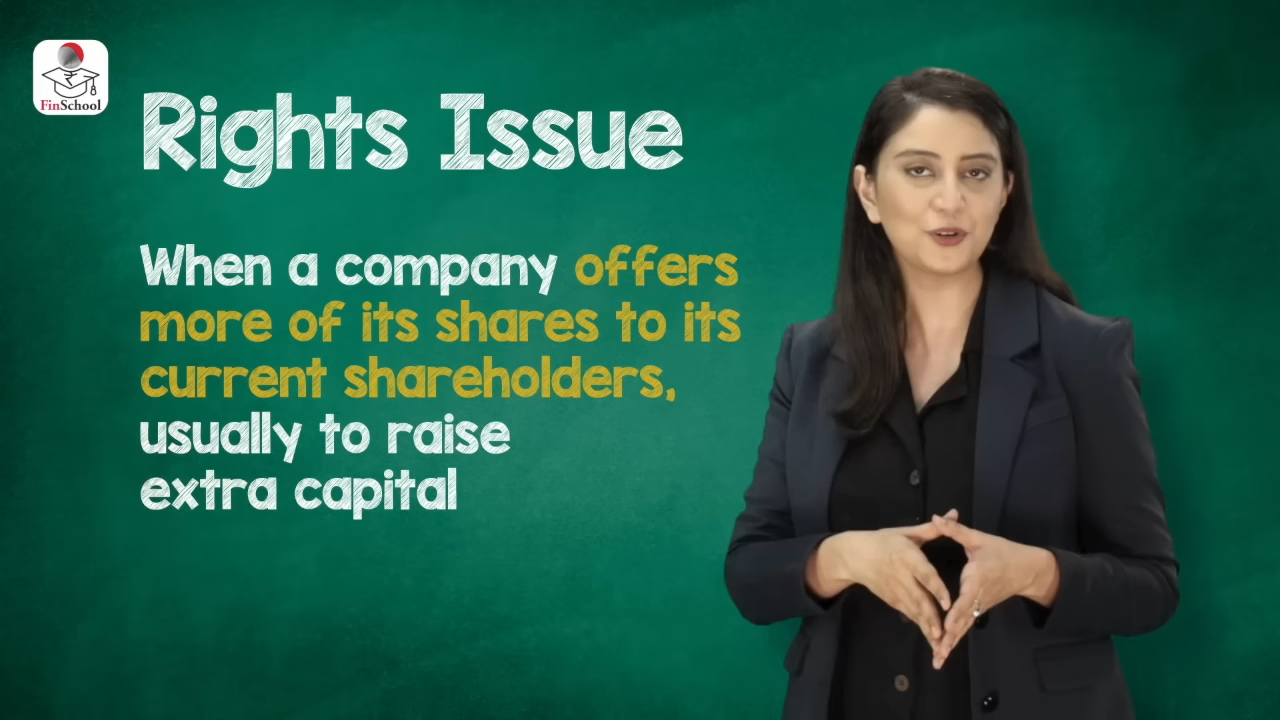 FinSchool
Rights Issue
When a company offers
more of its shares to its
current shareholders,
usually to raise
extra capital